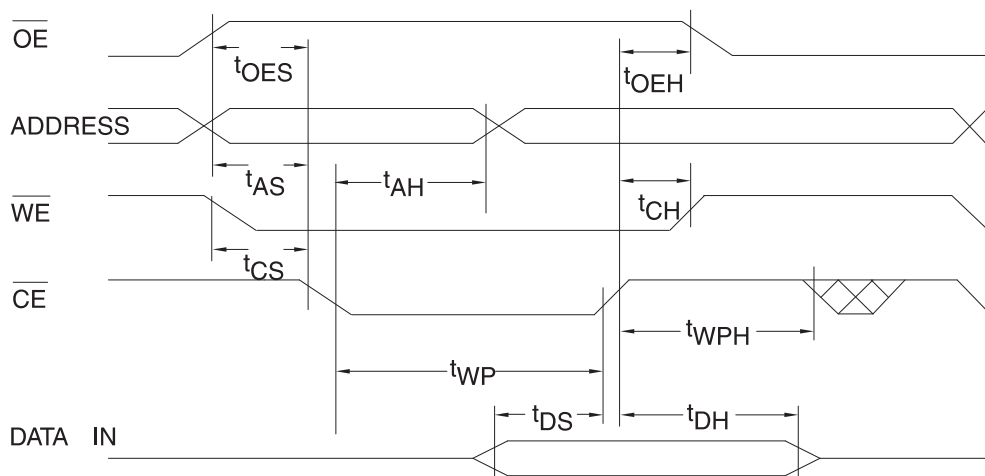 OE
tOES
tOEH
ADDRESS
tAS
tAH
WE
tCH
tCS
CE
tWPH
tWP
tDS
tDH
DATA IN